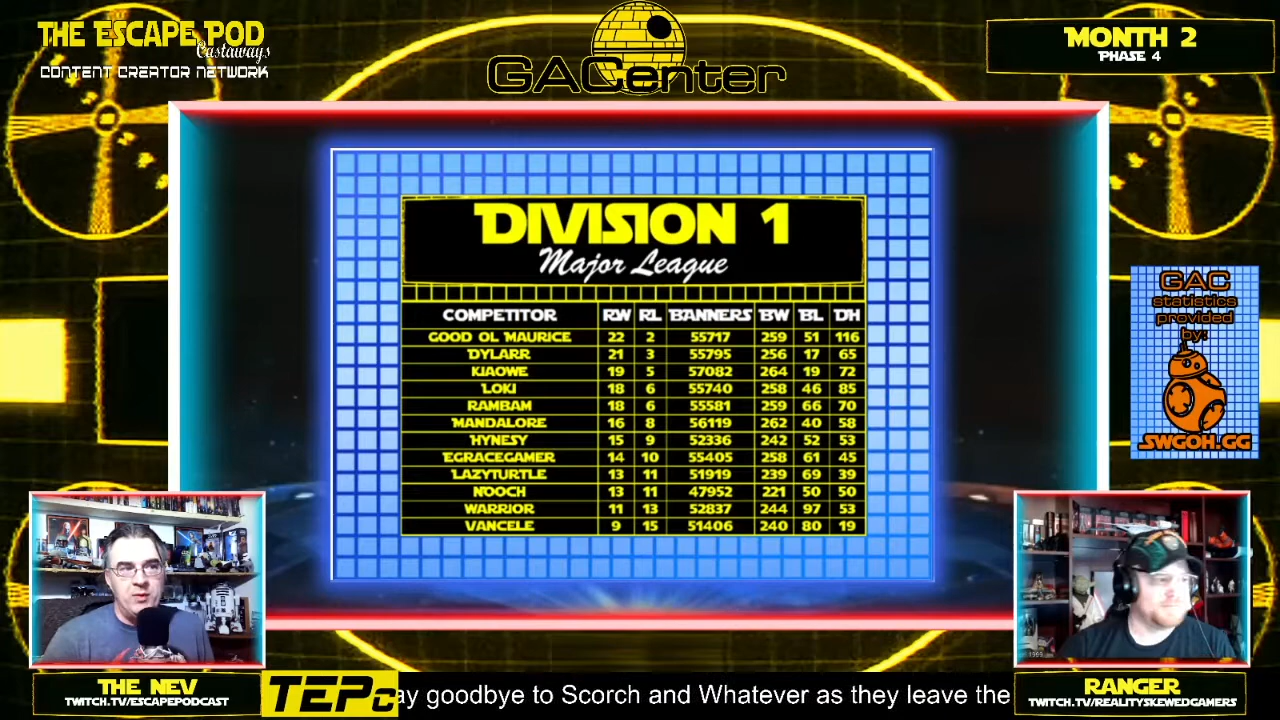 THE ESCAPE POD
Castaways
CONTENT CREATOR NETWORK
GACenter
MONTH 2
PHASE 4
DIVISION 1
Major League
COMPETITOR RW RL BANNERS BW BL DH
GOOD OL MAURICE 22 2 55717 259 51 116
DYLARR 21 3 55795 256 17 65
KIAOWE 19 5 57082 264 19 72
LOKI 18 6 55740 258 46 85
RAMBAM 18 6 55581 259 66 70
MANDALORE 16 8 56119 262 40 58
HYNESY 15 9 52336 242 52 53
EGRACEGAMER 14 10 55405 258 61 45
LAZYTURTLE 13 11 51919 239 69 39
NOOCH 13 11 47952 221 50 50
WARRIOR 11 13 52837 244 97 53
VANCELE 9 15 51406 240 80 19
GAC
statistics
provided
by:
SWGOH.GG
THE NEV
TWITCH.TV/ESCAPEPODCAST
TEPc
ay goodbye to Scorch and Whatever as they leave the
RANGER
TWITCH.TV/REALITYSKEWEDGAMERS